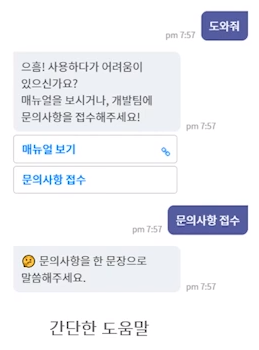 도와줘
pm 7:57
으흠! 사용하다가 어려움이
있으신가요?
매뉴얼을 보시거나, 개발팀에
문의사항을 접수해주세요!
pm 7:57
매뉴얼 보기
문의사항 접수
문의사항 접수
pm 7:57
🤔 문의사항을 한 문장으로
말씀해주세요.
pm 7:57
간단한 도움말